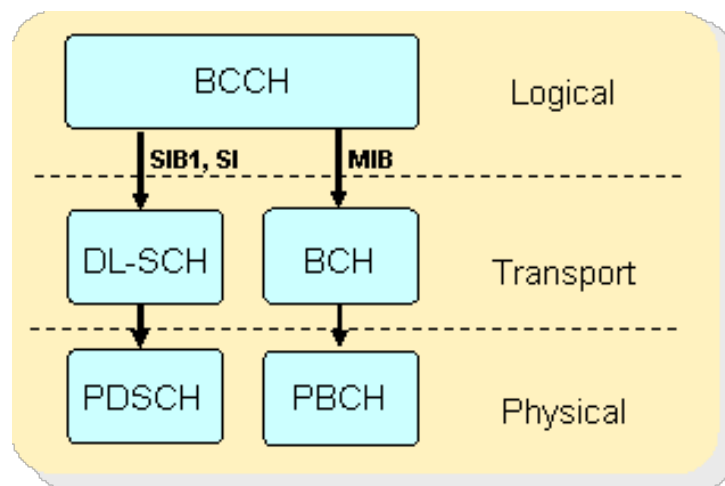 BCCH
Logical
SIB1, SI
MIB
DL-SCH
BCH
Transport
PDSCH
PBCH
Physical